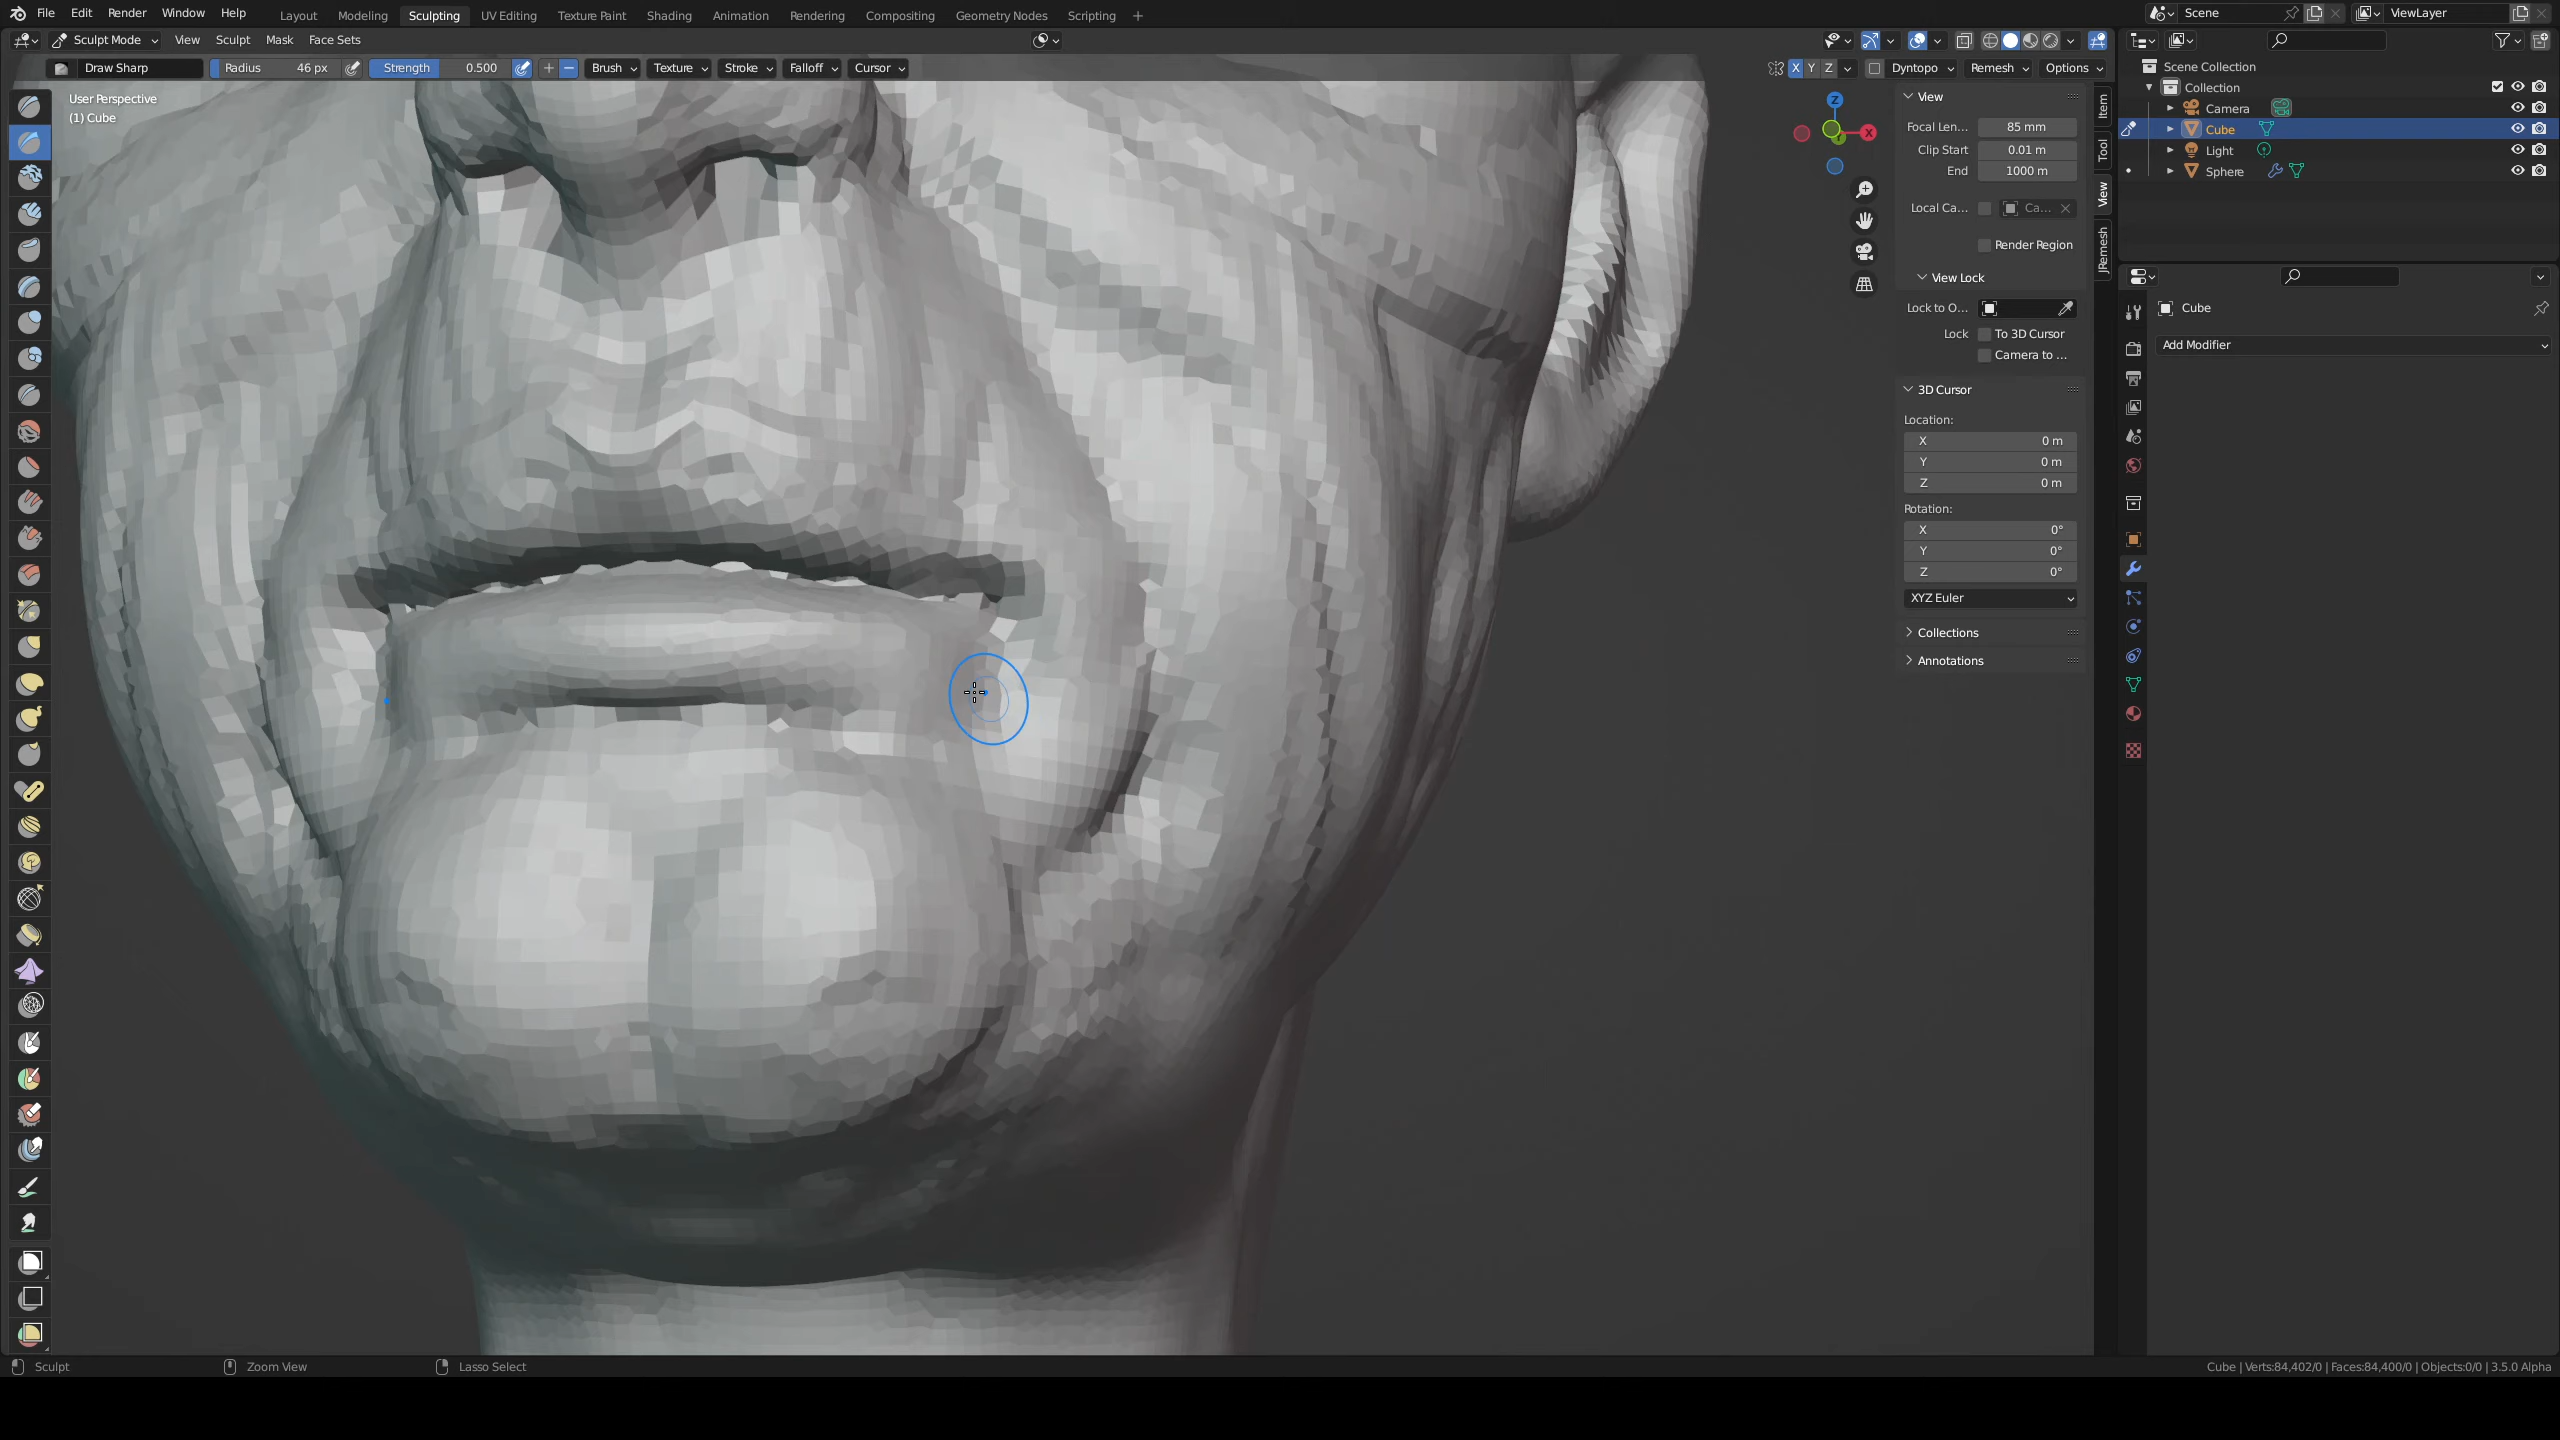 File Edit Render Window Help Layout Modeling Sculpting UV Editing Texture Paint Shading Animation Rendering Compositing Geometry Nodes Scripting + Scene ViewLayer
Sculpt Mode View Sculpt Mask Face Sets
Draw Sharp Radius 46 px Strength 0.500 Brush Texture Stroke Falloff Cursor X Y Z Dyntopo Remesh Options
User Perspective
(1) Cube
Z
X
View
Focal Len... 85 mm
Clip Start 0.01 m
End 1000 m
Local Ca... Ca...
Render Region
View Lock
Lock to O...
Lock To 3D Cursor
Camera to ...
3D Cursor
Location:
X 0 m
Y 0 m
Z 0 m
Rotation:
X 0°
Y 0°
Z 0°
XYZ Euler
Collections
Annotations
Item
Tool
View
JRemesh
Scene Collection
Collection
Camera
Cube
Light
Sphere
Cube
Add Modifier
Sculpt Zoom View Lasso Select Cube | Verts:84,402/0 | Faces:84,400/0 | Objects:0/0 | 3.5.0 Alpha